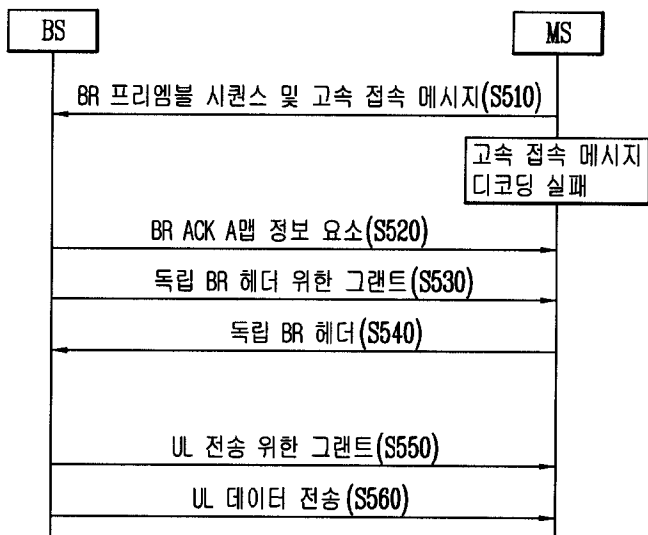 BS
MS
BR 프리엠블 시퀀스 및 고속 접속 메시지(S510)
고속 접속 메시지
디코딩 실패
BR ACK A맵 정보 요소(S520)
독립 BR 헤더 위한 그랜트(S530)
독립 BR 헤더(S540)
UL 전송 위한 그랜트(S550)
UL 데이터 전송(S560)